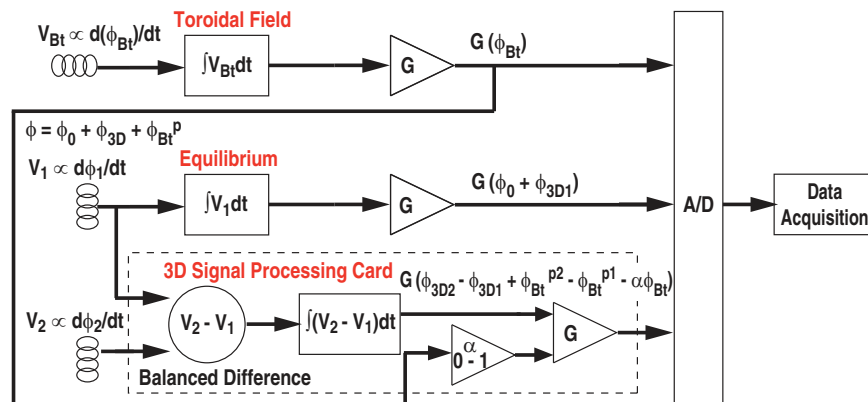 Toroidal Field
V_Bt ∝ d(ϕ_Bt)/dt
∫V_Bt dt
G
G (ϕ_Bt)
ϕ = ϕ_0 + ϕ_3D + ϕ_Bt^p
V_1 ∝ dϕ_1/dt
Equilibrium
∫V_1 dt
G
G (ϕ_0 + ϕ_3D1)
A/D
Data
Acquisition
3D Signal Processing Card
G (ϕ_3D2 - ϕ_3D1 + ϕ_Bt^p2 - ϕ_Bt^p1 - αϕ_Bt)
V_2 ∝ dϕ_2/dt
V_2 - V_1
∫(V_2 - V_1)dt
α
0 - 1
G
Balanced Difference